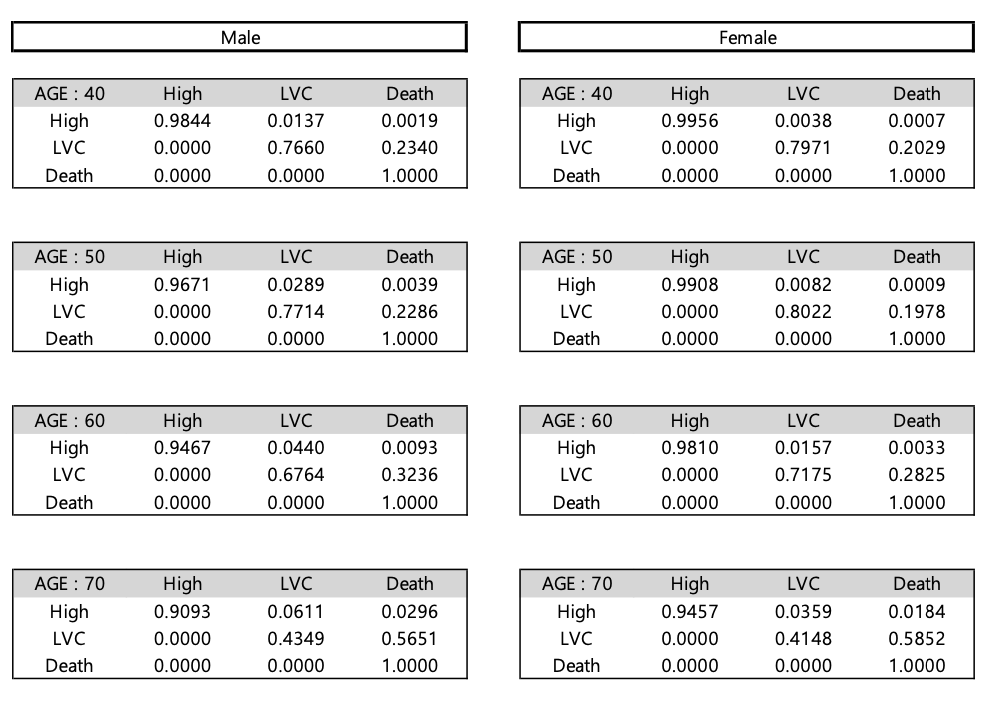 Male Female
AGE : 40 High LVC Death AGE : 40 High LVC Death
High 0.9844 0.0137 0.0019 High 0.9956 0.0038 0.0007
LVC 0.0000 0.7660 0.2340 LVC 0.0000 0.7971 0.2029
Death 0.0000 0.0000 1.0000 Death 0.0000 0.0000 1.0000
AGE : 50 High LVC Death AGE : 50 High LVC Death
High 0.9671 0.0289 0.0039 High 0.9908 0.0082 0.0009
LVC 0.0000 0.7714 0.2286 LVC 0.0000 0.8022 0.1978
Death 0.0000 0.0000 1.0000 Death 0.0000 0.0000 1.0000
AGE : 60 High LVC Death AGE : 60 High LVC Death
High 0.9467 0.0440 0.0093 High 0.9810 0.0157 0.0033
LVC 0.0000 0.6764 0.3236 LVC 0.0000 0.7175 0.2825
Death 0.0000 0.0000 1.0000 Death 0.0000 0.0000 1.0000
AGE : 70 High LVC Death AGE : 70 High LVC Death
High 0.9093 0.0611 0.0296 High 0.9457 0.0359 0.0184
LVC 0.0000 0.4349 0.5651 LVC 0.0000 0.4148 0.5852
Death 0.0000 0.0000 1.0000 Death 0.0000 0.0000 1.0000